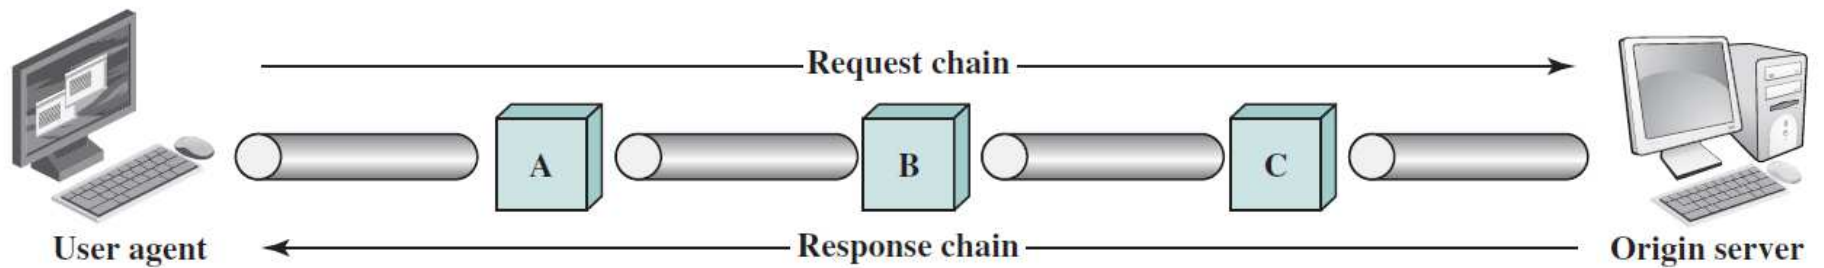 Request chain
A
B
C
User agent
Response chain
Origin server